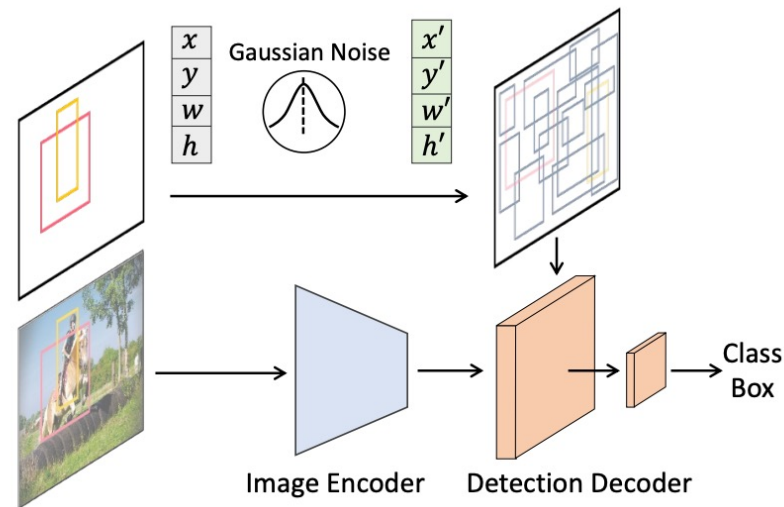 x
y
w
h
Gaussian Noise
x′
y′
w′
h′
Image Encoder
Detection Decoder
Class
Box